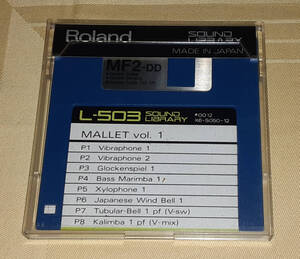 Roland SOUND LIBRARY
MADE IN JAPAN
MF2-DD
L-503 SOUND LIBRARY
MALLET vol. 1
P1 Vibraphone 1
P2 Vibraphone 2
P3 Glockenspiel 1
P4 Bass Marimba 1
P5 Xylophone 1
P6 Japanese Wind Bell 1
P7 Tubular-Bell 1 pf (V-sw)
P8 Kalimba 1 pf (V-mix)